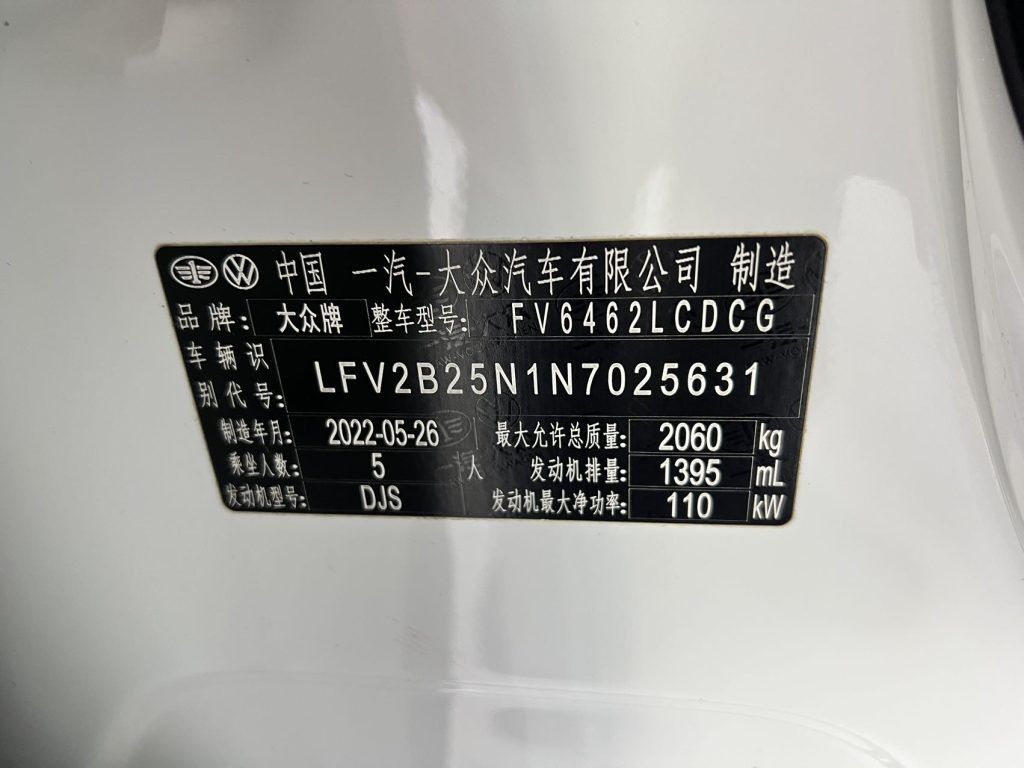 中国 一汽-大众汽车有限公司 制造
品牌: 大众牌 整车型号: FV6462LCDCG
车辆识别代号: LFV2B25N1N7025631
制造年月: 2022-05-26 最大允许总质量: 2060 kg
乘坐人数: 5 人 发动机排量: 1395 mL
发动机型号: DJS 发动机最大净功率: 110 kW